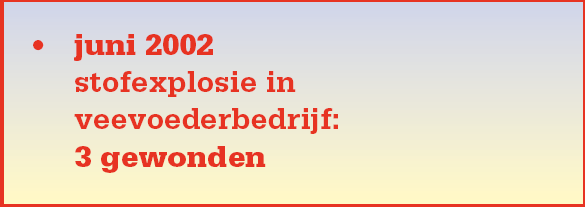 • juni 2002
stofexplosie in
veevoederbedrijf:
3 gewonden